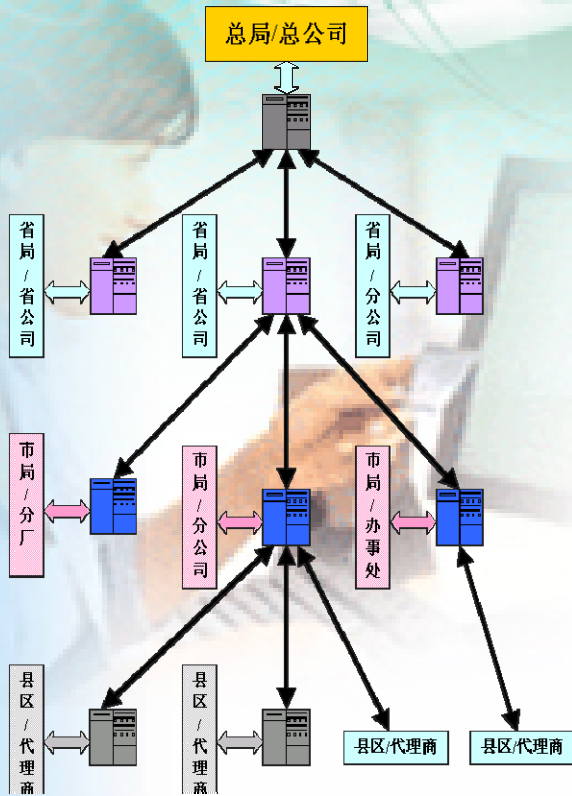 总局/总公司
省局/省公司
省局/省公司
省局/分公司
市局/分厂
市局/分公司
市局/办事处
县区/代理商
县区/代理商
县区/代理商
县区/代理商